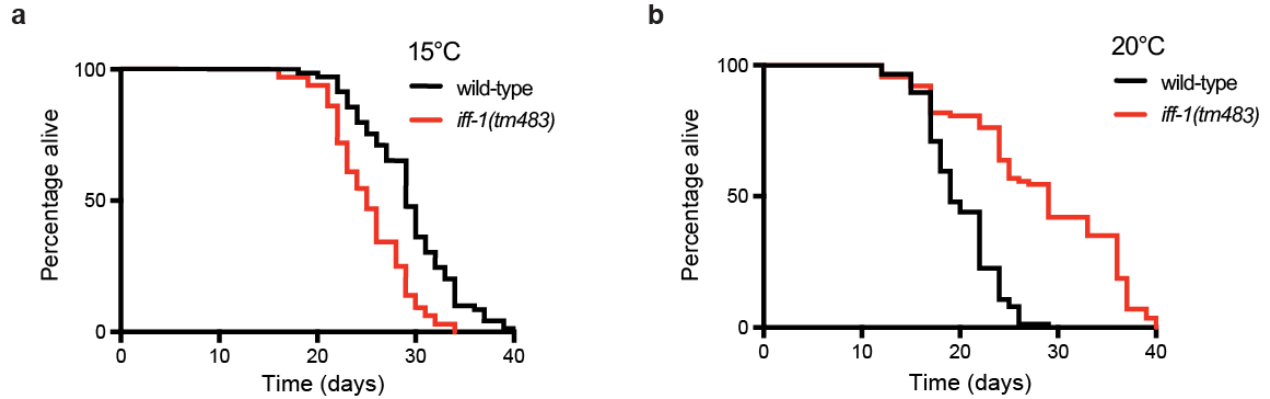 a
15°C
wild-type
iff-1(tm483)
Percentage alive
100
50
0
0 10 20 30 40
Time (days)
b
20°C
wild-type
iff-1(tm483)
Percentage alive
100
50
0
0 10 20 30 40
Time (days)